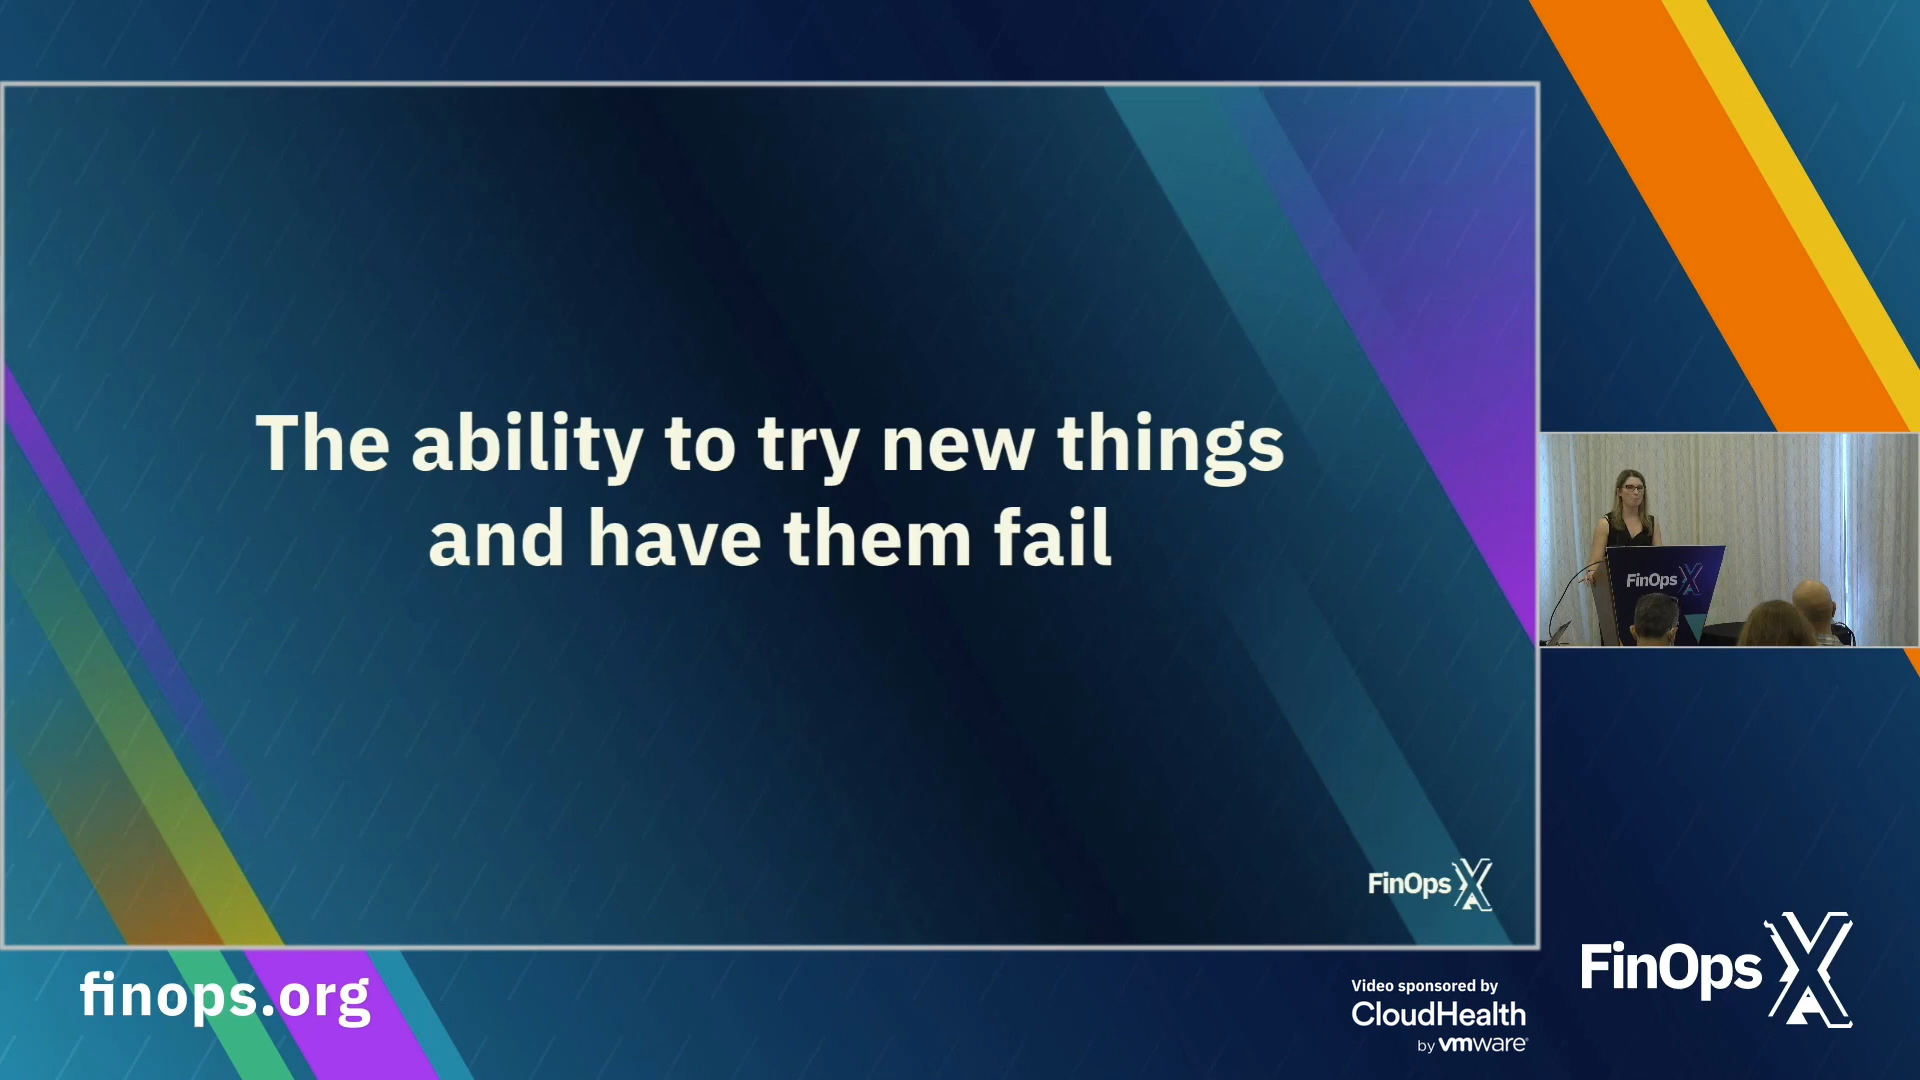 The ability to try new things
and have them fail
FinOps X
FinOps X
finops.org
Video sponsored by
CloudHealth
by vmware
FinOps X